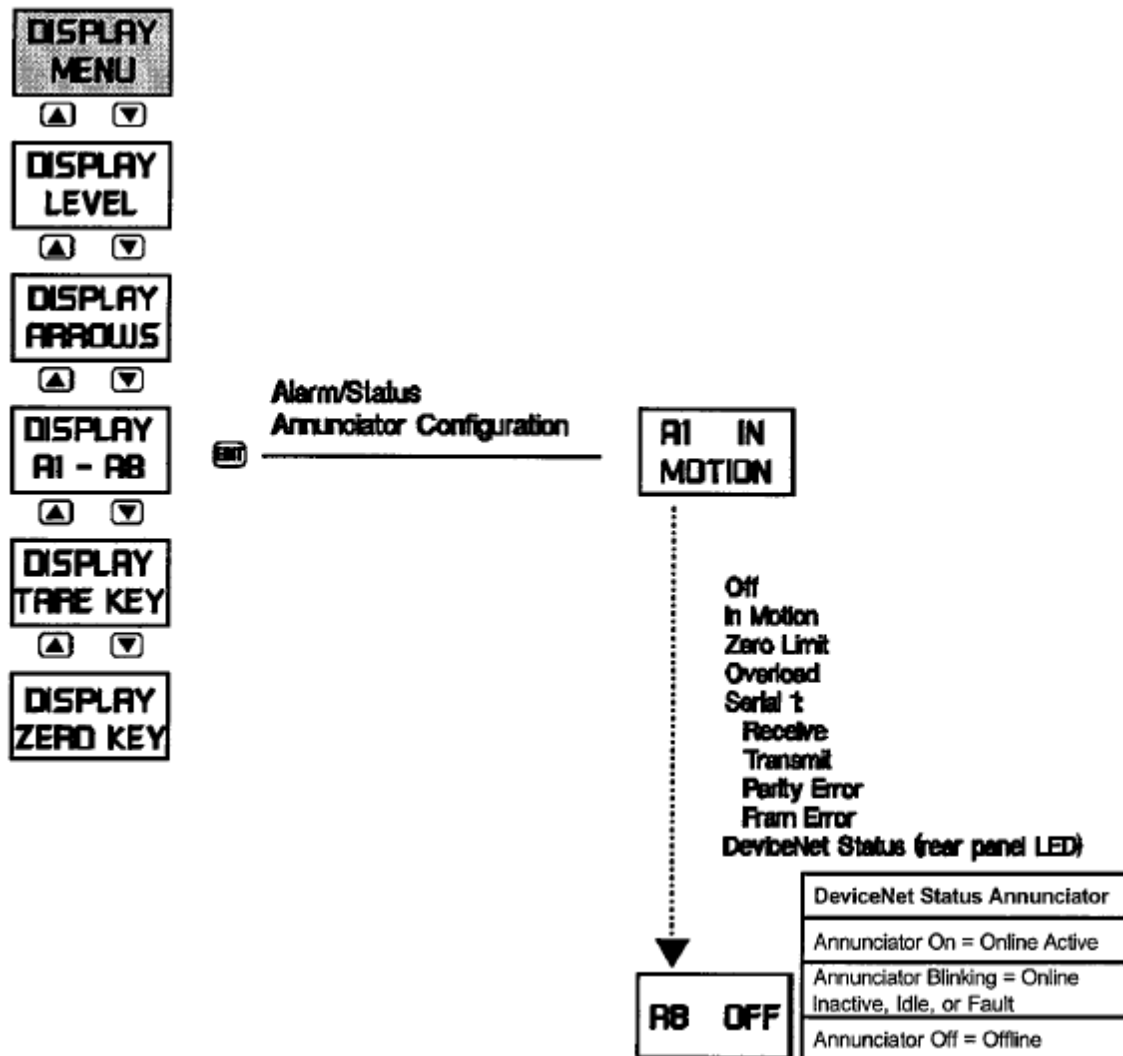 DISPLAY
MENU
DISPLAY
LEVEL
DISPLAY
ARROWS
DISPLAY
A1 - A8
ENT
Alarm/Status
Annunciator Configuration
A1 IN
MOTION
DISPLAY
TARE KEY
DISPLAY
ZERO KEY
Off
In Motion
Zero Limit
Overload
Serial 1:
Receive
Transmit
Parity Error
Fram Error
DeviceNet Status (rear panel LED)
A8 OFF
DeviceNet Status Annunciator
Annunciator On = Online Active
Annunciator Blinking = Online
Inactive, Idle, or Fault
Annunciator Off = Offline